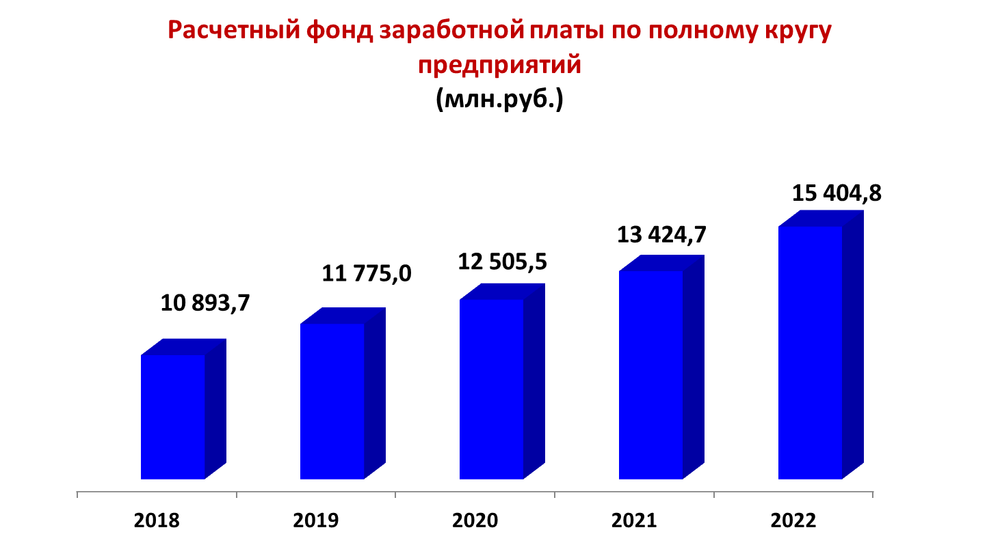 Расчетный фонд заработной платы по полному кругу
предприятий
(млн.руб.)
15 404,8
13 424,7
12 505,5
11 775,0
10 893,7
2018 2019 2020 2021 2022